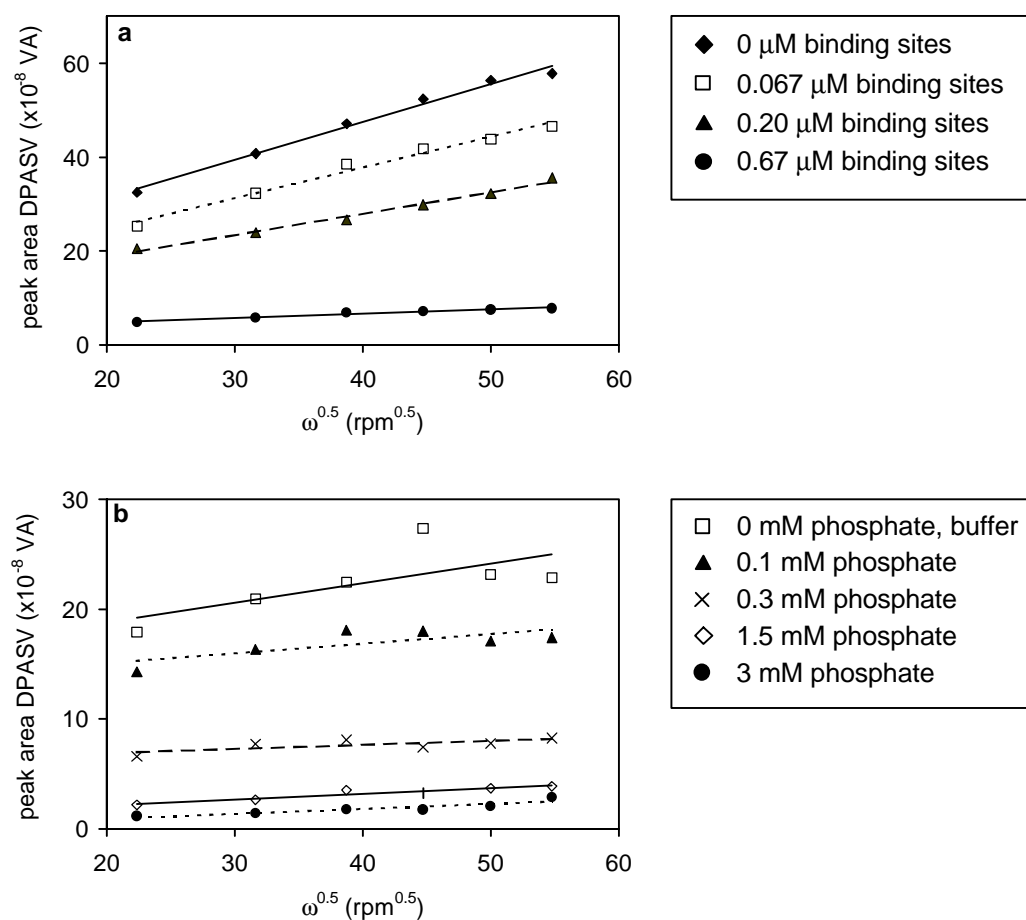 a
peak area DPASV (x10⁻⁸ VA)
60
40
20
0
20 30 40 50 60
ω⁰·⁵ (rpm⁰·⁵)
0 μM binding sites
0.067 μM binding sites
0.20 μM binding sites
0.67 μM binding sites
b
peak area DPASV (x10⁻⁸ VA)
30
20
10
0
20 30 40 50 60
ω⁰·⁵ (rpm⁰·⁵)
0 mM phosphate, buffer
0.1 mM phosphate
0.3 mM phosphate
1.5 mM phosphate
3 mM phosphate